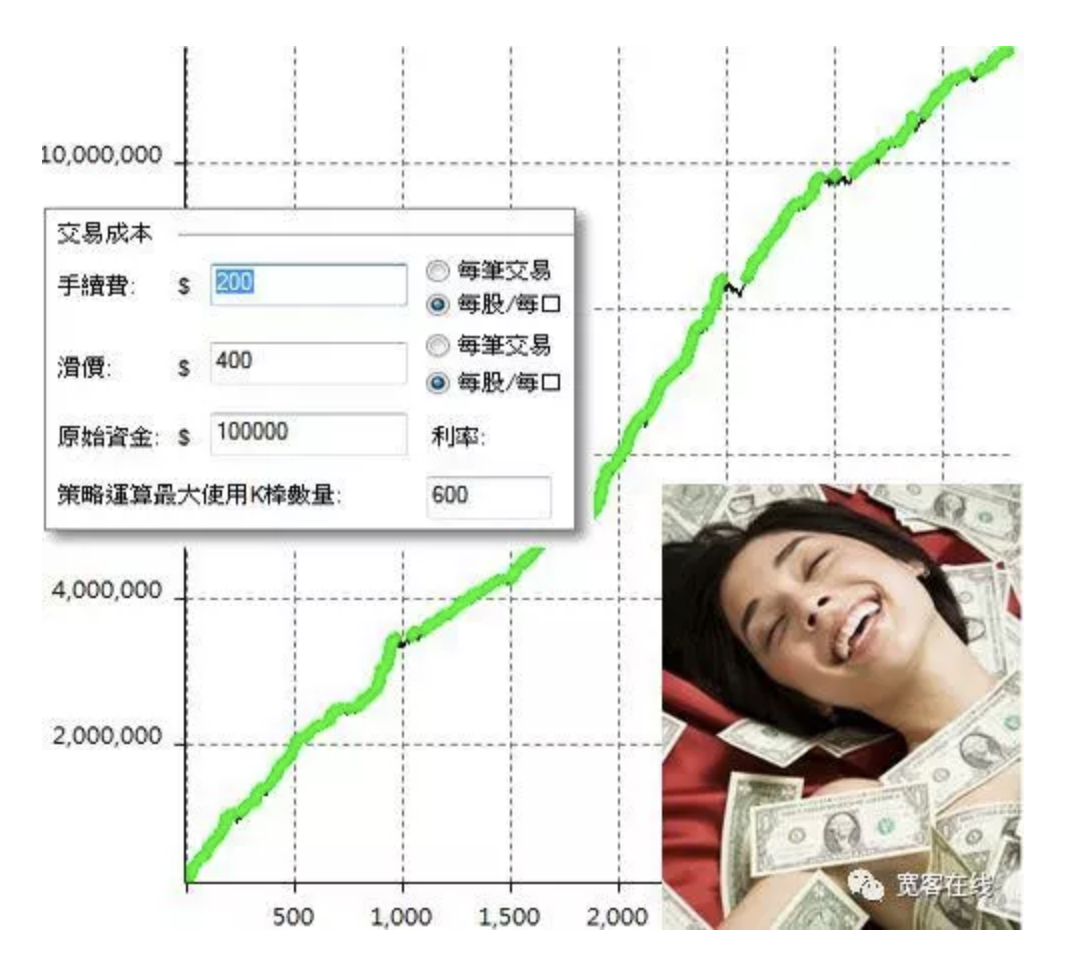 10,000,000
交易成本
手續費: $ 200 每筆交易
每股/每口
滑價: $ 400 每筆交易
每股/每口
原始資金: $ 100000 利率:
策略運算最大使用K棒數量: 600
4,000,000
2,000,000
500 1,000 1,500 2,000
宽客在线